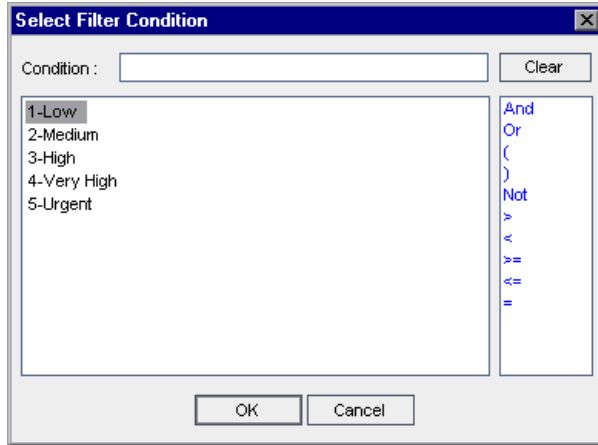 Select Filter Condition
Condition :
Clear
1-Low
2-Medium
3-High
4-Very High
5-Urgent
And
Or
(
)
Not
>
<
>=
<=
=
OK
Cancel